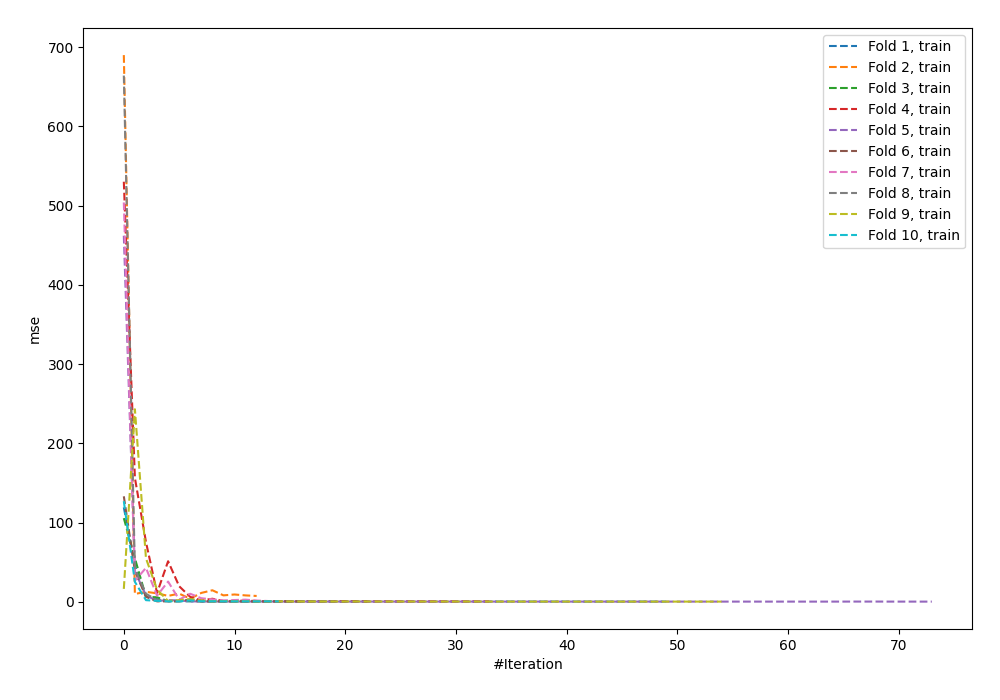 700
600
500
400
300
200
100
0
mse
0 10 20 30 40 50 60 70
#Iteration
Fold 1, train
Fold 2, train
Fold 3, train
Fold 4, train
Fold 5, train
Fold 6, train
Fold 7, train
Fold 8, train
Fold 9, train
Fold 10, train